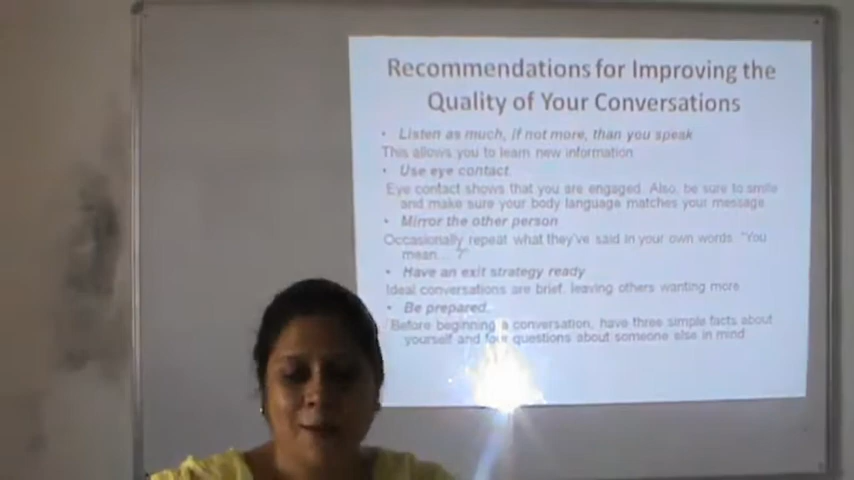 Recommendations for Improving the
Quality of Your Conversations
• Listen as much, if not more, than you speak
This allows you to learn new information
• Use eye contact.
Eye contact shows that you are engaged. Also, be sure to smile
and make sure your body language matches your message.
• Mirror the other person
Occasionally repeat what they've said in your own words. "You
mean... ?"
• Have an exit strategy ready
Ideal conversations are brief, leaving others wanting more.
• Be prepared.
Before beginning a conversation, have three simple facts about
yourself and four questions about someone else in mind